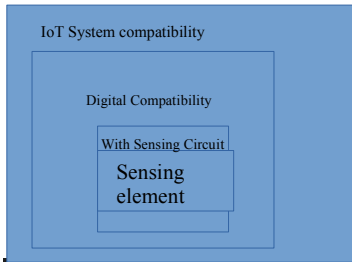 IoT System compatibility
Digital Compatibility
With Sensing Circuit
Sensing
element